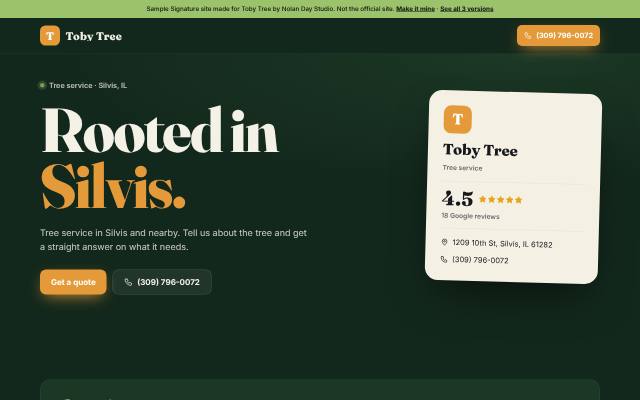 Sample Signature site made for Toby Tree by Nolan Day Studio. Not the official site. Make it mine · See all 3 versions
T Toby Tree
(309) 796-0072
Tree service · Silvis, IL
Rooted in
Silvis.
Tree service in Silvis and nearby. Tell us about the tree and get
a straight answer on what it needs.
Get a quote
(309) 796-0072
T
Toby Tree
Tree service
4.5 ★★★★★
18 Google reviews
1209 10th St, Silvis, IL 61282
(309) 796-0072